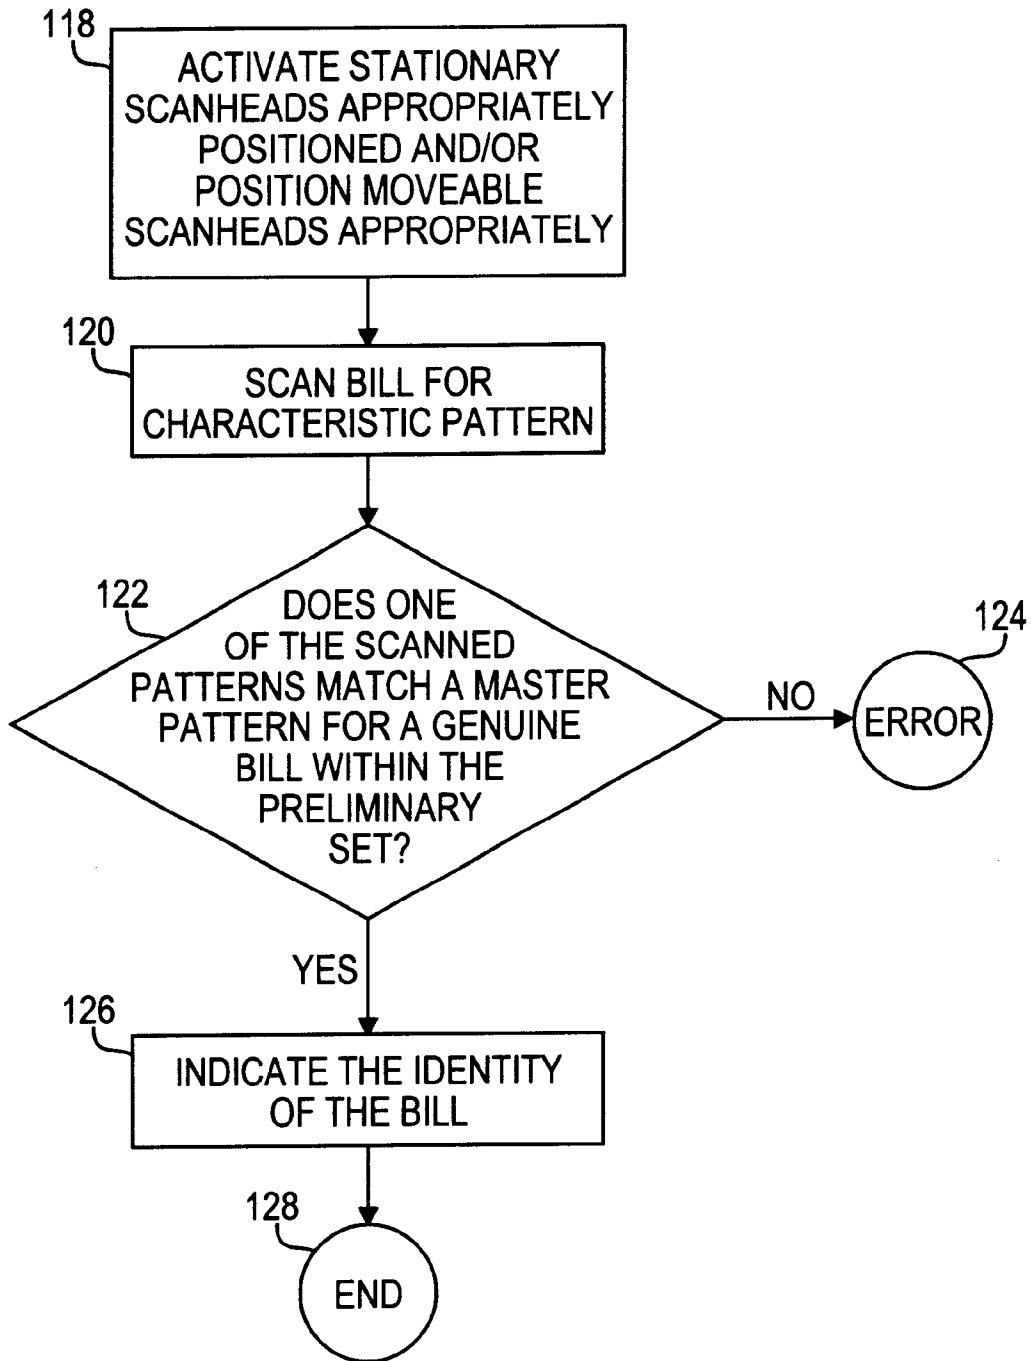 118
ACTIVATE STATIONARY
SCANHEADS APPROPRIATELY
POSITIONED AND/OR
POSITION MOVEABLE
SCANHEADS APPROPRIATELY
120
SCAN BILL FOR
CHARACTERISTIC PATTERN
122
DOES ONE
OF THE SCANNED
PATTERNS MATCH A MASTER
PATTERN FOR A GENUINE
BILL WITHIN THE
PRELIMINARY
SET?
NO
124
ERROR
YES
126
INDICATE THE IDENTITY
OF THE BILL
128
END